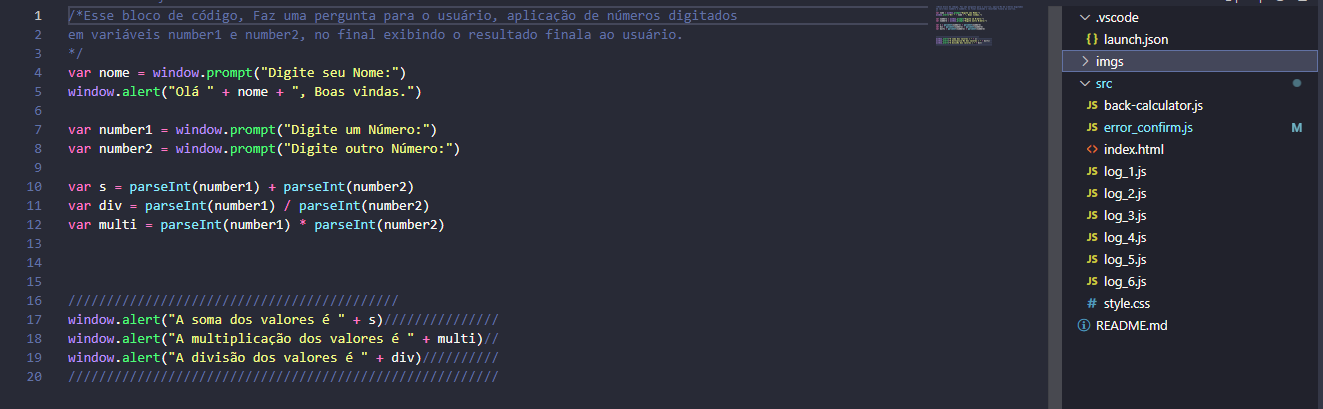 1 /*Esse bloco de código, Faz uma pergunta para o usuário, aplicação de números digitados
2 em variáveis number1 e number2, no final exibindo o resultado finala ao usuário.
3 */
4 var nome = window.prompt("Digite seu Nome:")
5 window.alert("Olá " + nome + ", Boas vindas.")
6
7 var number1 = window.prompt("Digite um Número:")
8 var number2 = window.prompt("Digite outro Número:")
9
10 var s = parseInt(number1) + parseInt(number2)
11 var div = parseInt(number1) / parseInt(number2)
12 var multi = parseInt(number1) * parseInt(number2)
13
14
15
16 ///////////////////////////////////////////
17 window.alert("A soma dos valores é " + s)///////////////
18 window.alert("A multiplicação dos valores é " + multi)//
19 window.alert("A divisão dos valores é " + div)//////////
20 ////////////////////////////////////////////////////////
.vscode
{} launch.json
imgs
src
JS back-calculator.js
JS error_confirm.js M
<> index.html
JS log_1.js
JS log_2.js
JS log_3.js
JS log_4.js
JS log_5.js
JS log_6.js
# style.css
README.md